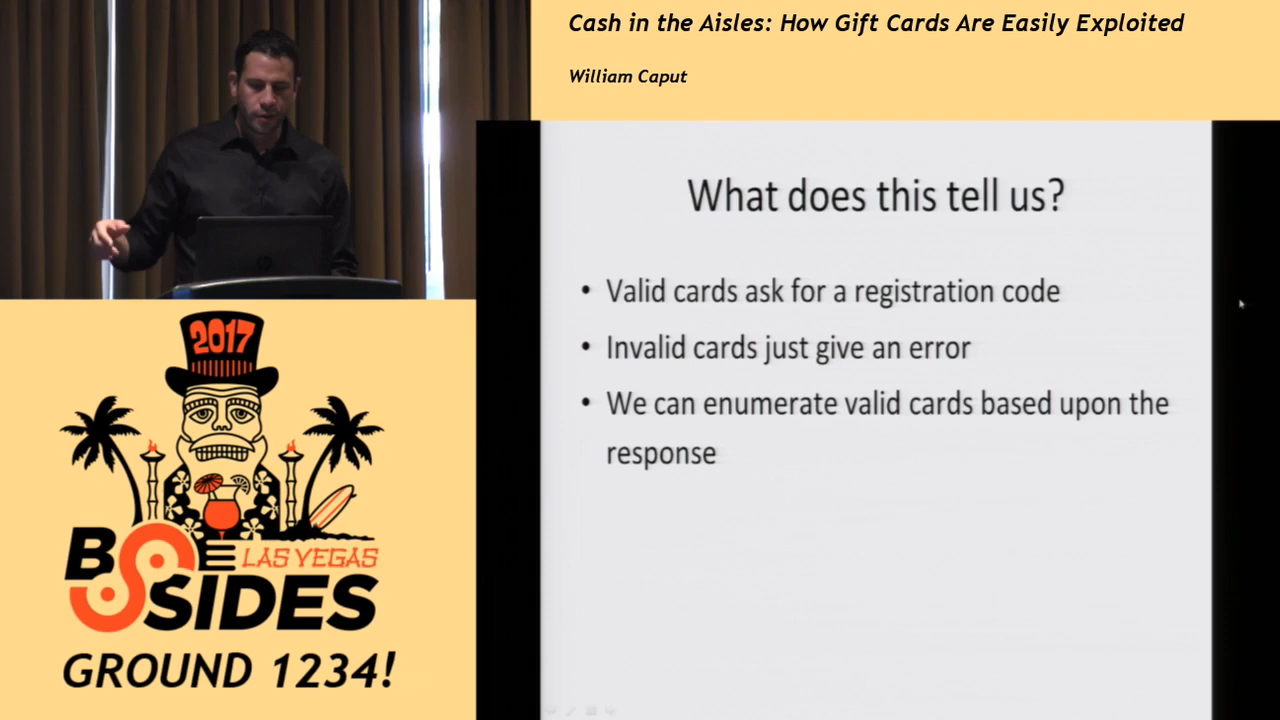 Cash in the Aisles: How Gift Cards Are Easily Exploited
William Caput
What does this tell us?
• Valid cards ask for a registration code
• Invalid cards just give an error
• We can enumerate valid cards based upon the
response
2017
BSIDES
LAS VEGAS
GROUND 1234!